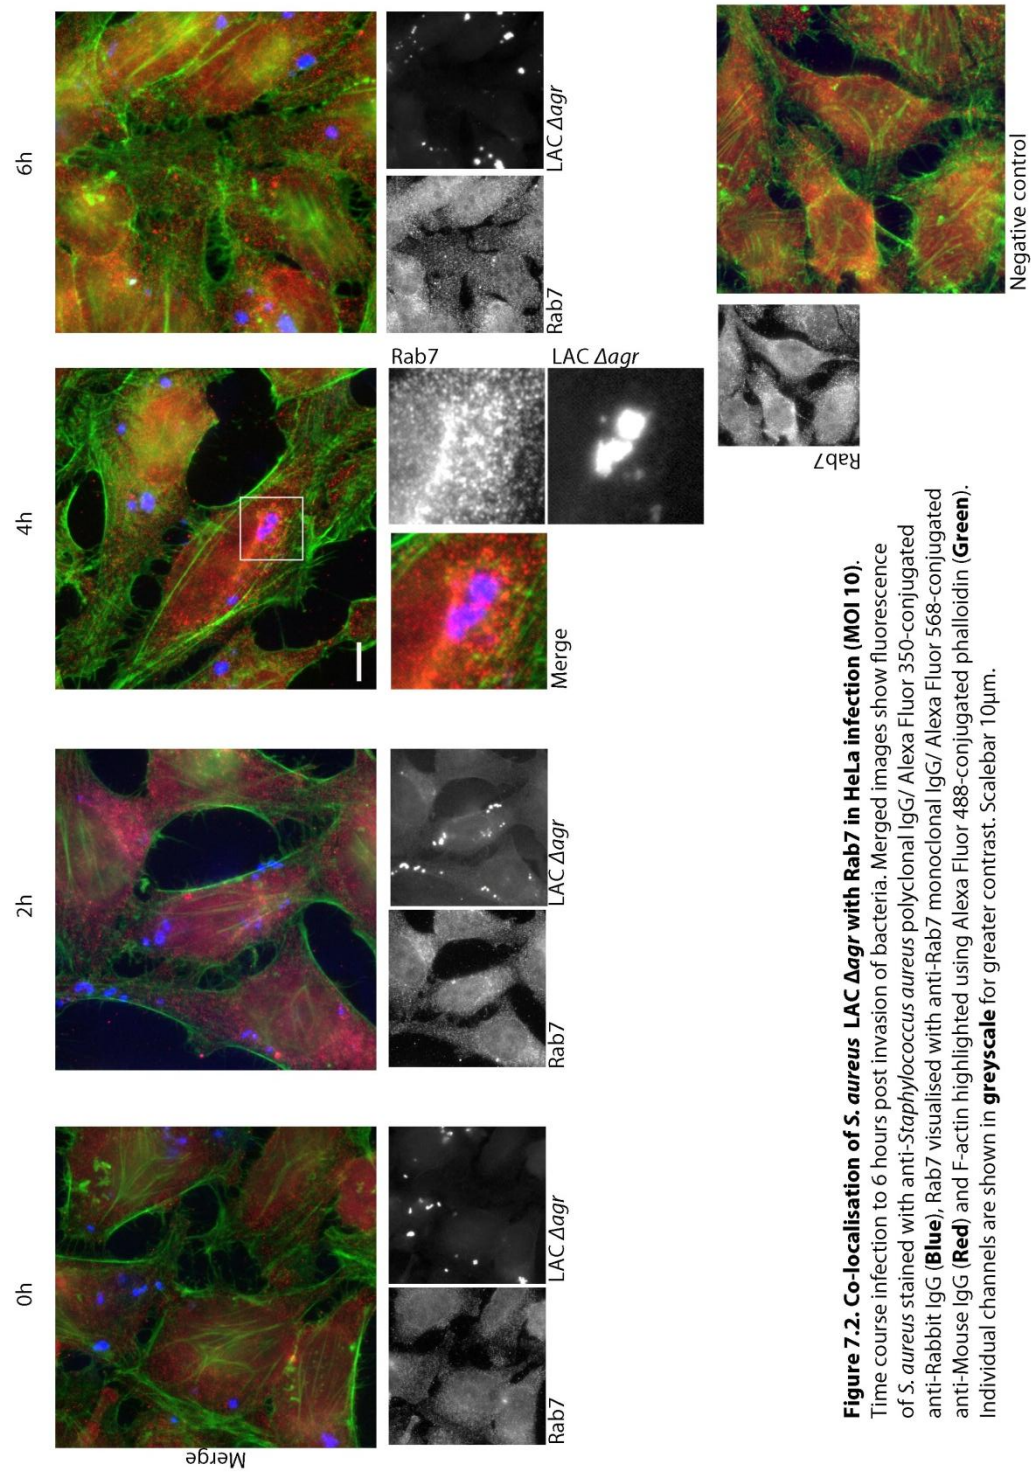 0h
2h
4h
6h
Merge
Rab7
LAC Δagr
Rab7
LAC Δagr
Merge
Rab7
LAC Δagr
Rab7
LAC Δagr
Rab7
Negative control
Figure 7.2. Co-localisation of S. aureus LAC Δagr with Rab7 in HeLa infection (MOI 10).
Time course infection to 6 hours post invasion of bacteria. Merged images show fluorescence
of S. aureus stained with anti-Staphylococcus aureus polyclonal IgG/ Alexa Fluor 350-conjugated
anti-Rabbit IgG (Blue), Rab7 visualised with anti-Rab7 monoclonal IgG/ Alexa Fluor 568-conjugated
anti-Mouse IgG (Red) and F-actin highlighted using Alexa Fluor 488-conjugated phalloidin (Green).
Individual channels are shown in greyscale for greater contrast. Scalebar 10µm.